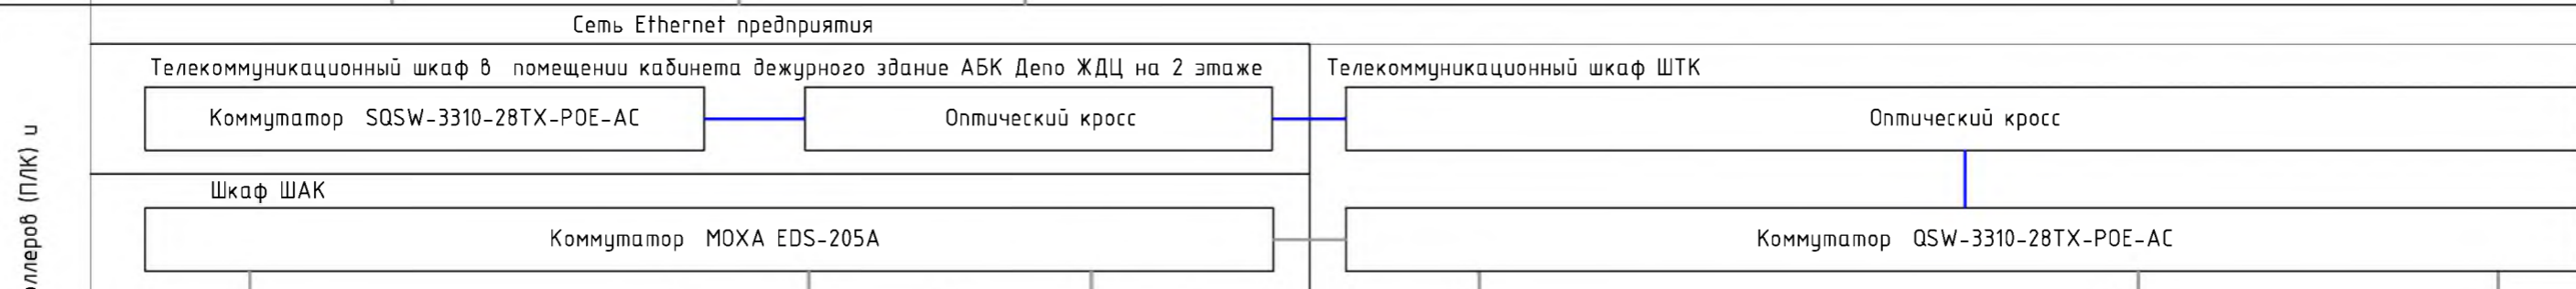 Сеть Ethernet предприятия
Телекоммуникационный шкаф в помещении кабинета дежурного здание АБК Депо ЖДЦ на 2 этаже
Телекоммуникационный шкаф ШТК
Коммутатор SQSW-3310-28TX-POE-AC
Оптический кросс
Оптический кросс
Шкаф ШАК
Коммутатор MOXA EDS-205A
Коммутатор QSW-3310-28TX-POE-AC
(ПЛК) и